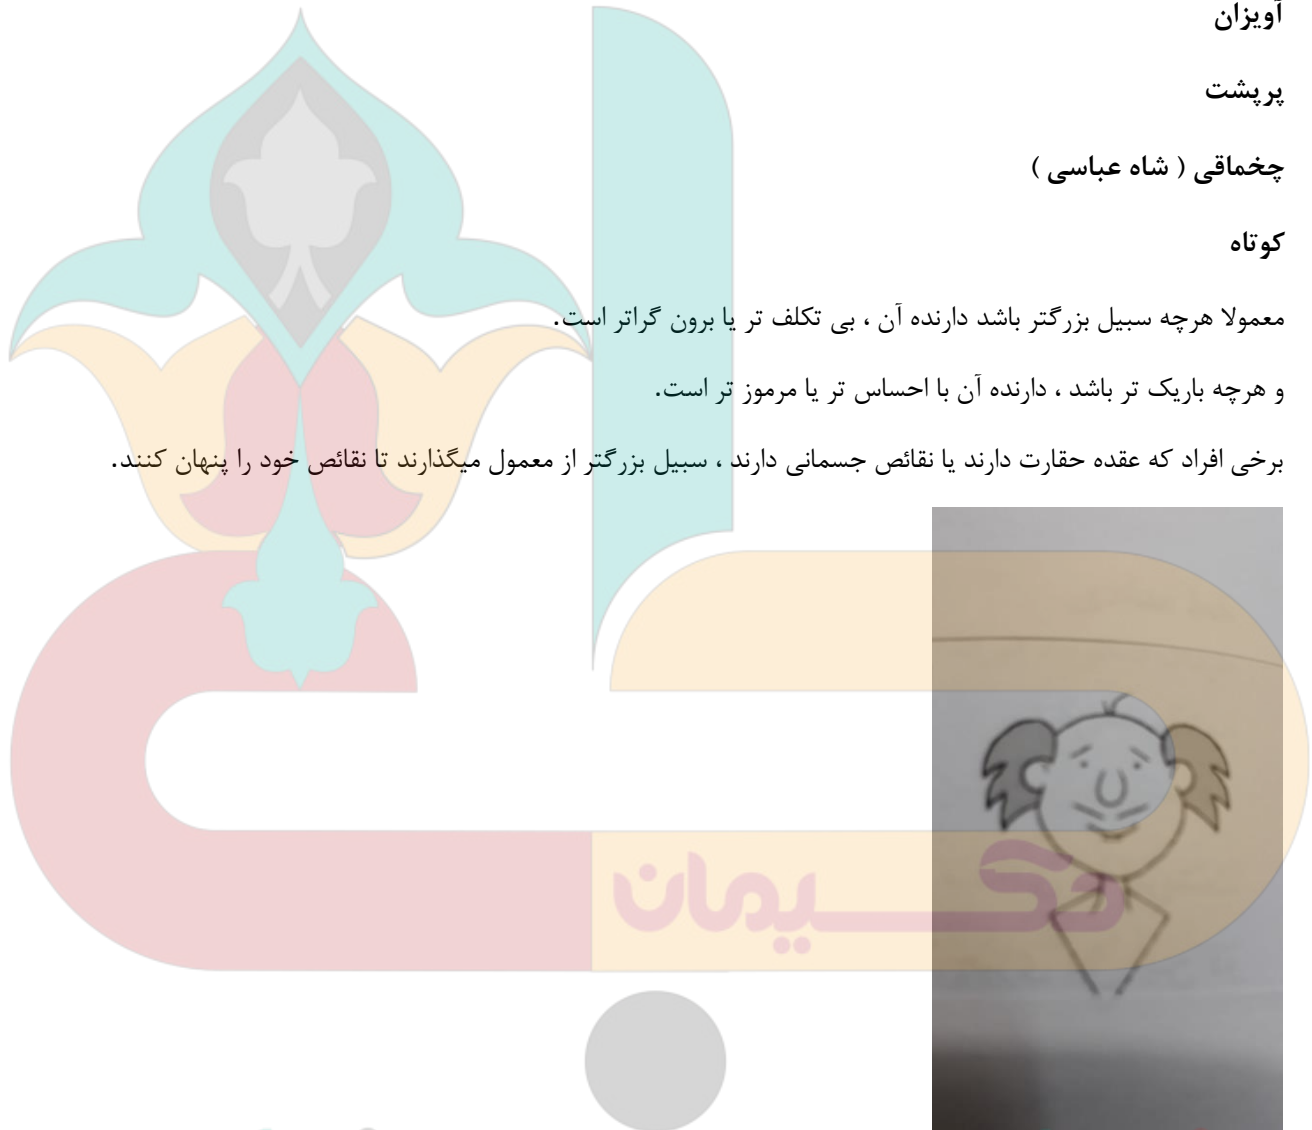 آویزان
پرپشت
چخماقی ( شاه عباسی )
کوتاه
معمولا هرچه سبیل بزرگتر باشد دارنده آن ، بی تکلف تر یا برون گراتر است.
و هرچه باریک تر باشد ، دارنده آن با احساس تر یا مرموز تر است.
برخی افراد که عقده حقارت دارند یا نقائص جسمانی دارند ، سبیل بزرگتر از معمول میگذارند تا نقائص خود را پنهان کنند.